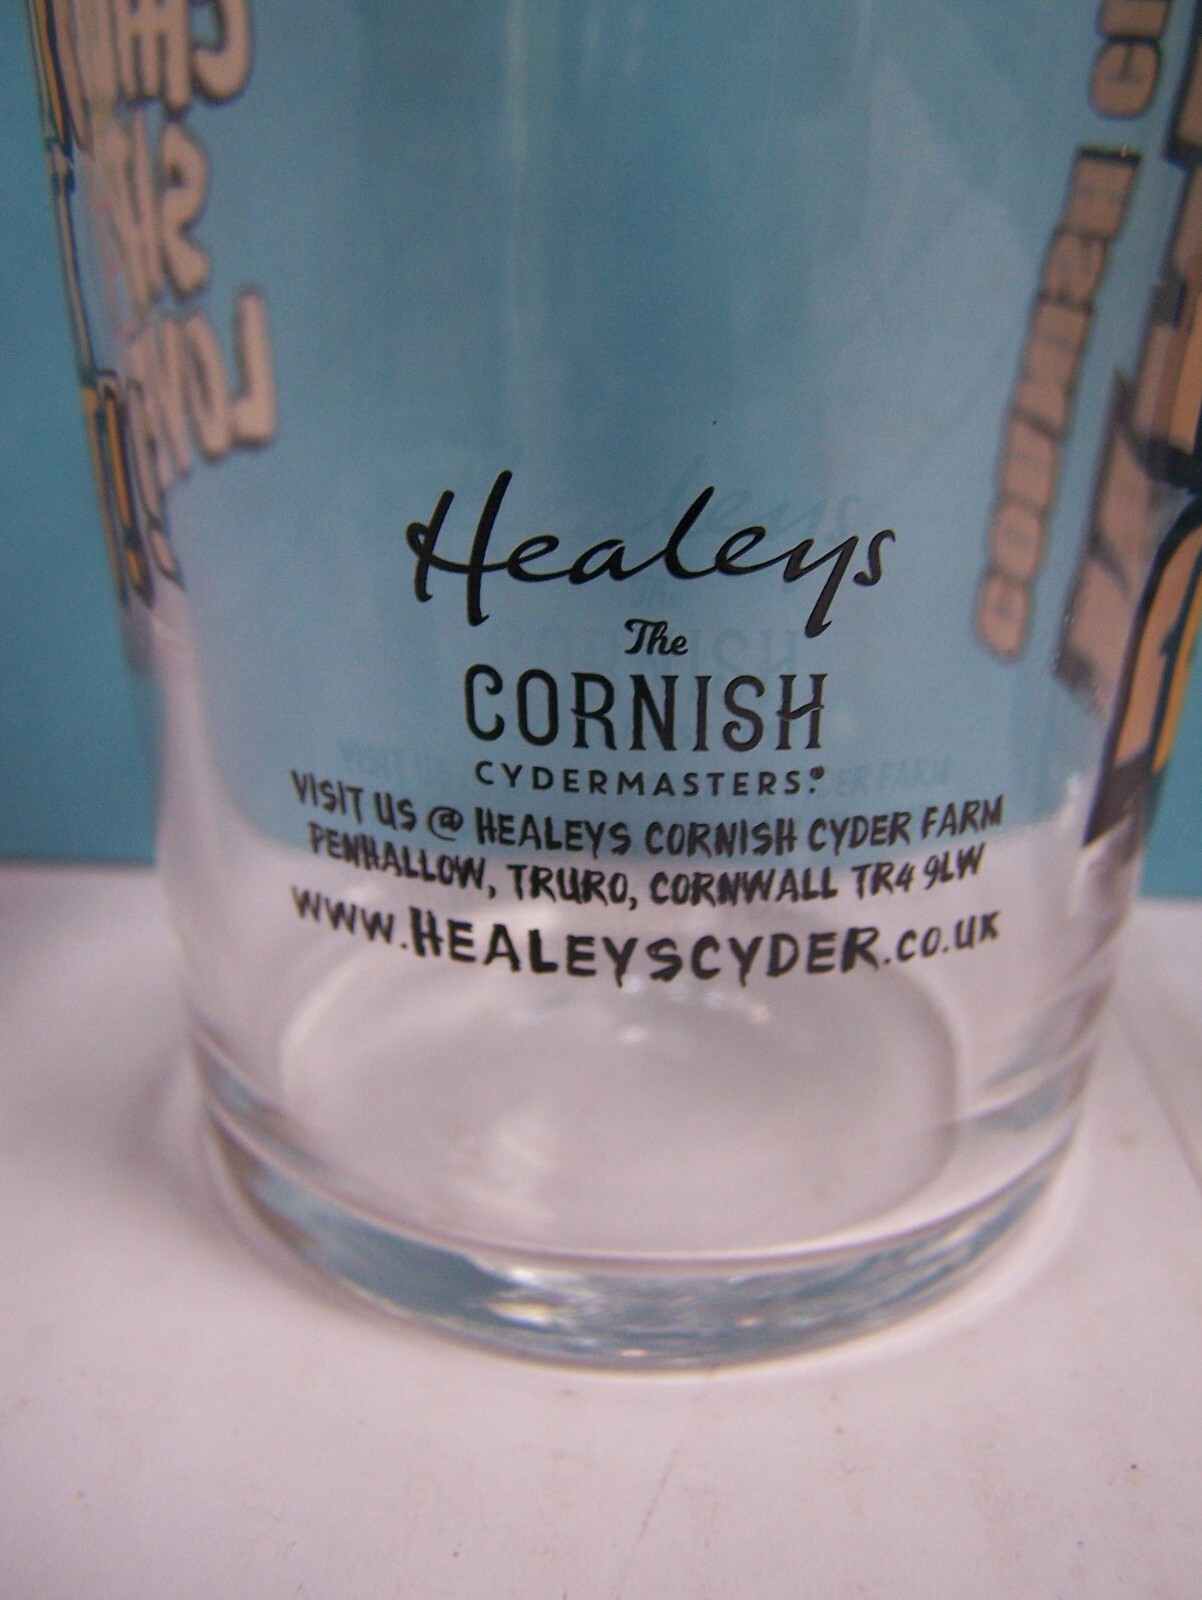 Healeys
The
CORNISH
CYDERMASTERS.®
VISIT US @ HEALEYS CORNISH CYDER FARM
PENHALLOW, TRURO, CORNWALL TR4 9LW
WWW.HEALEYSCYDER.CO.UK